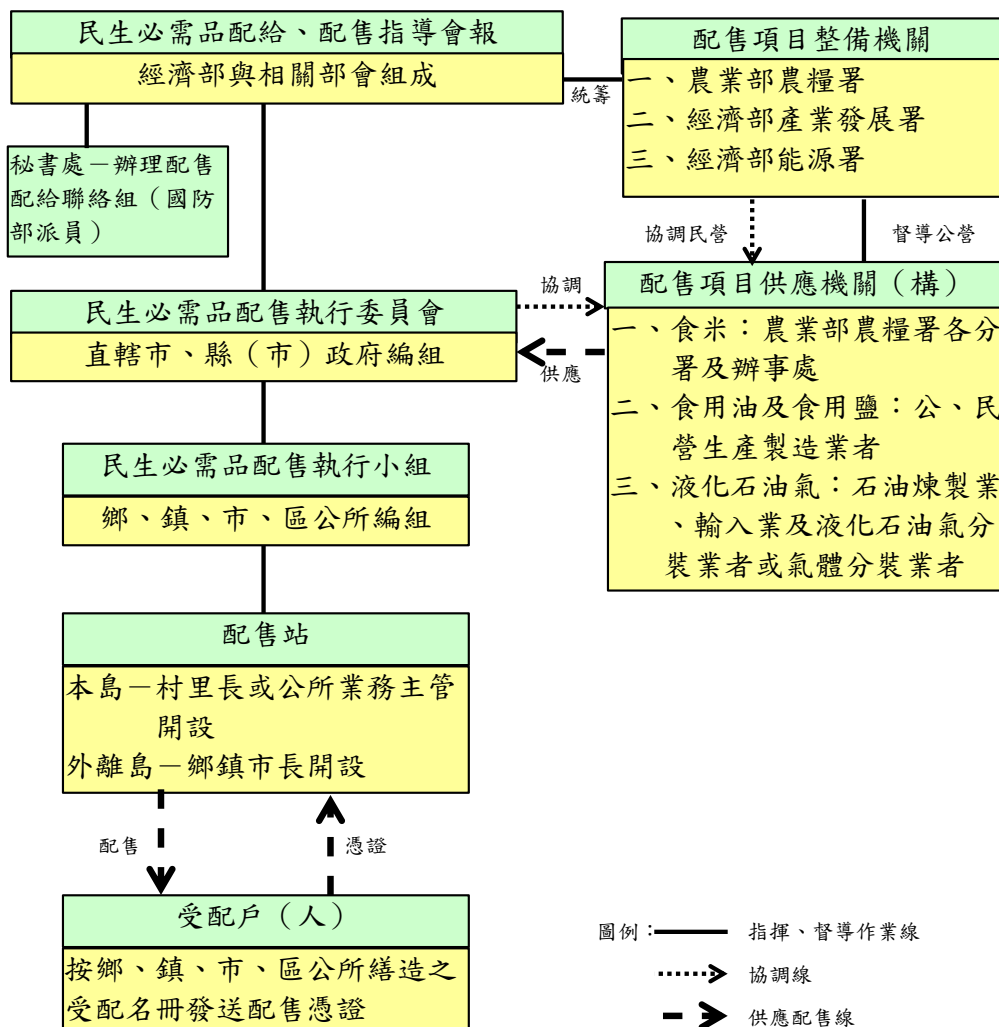 民生必需品配給、配售指導會報
經濟部與相關部會組成
統籌
配售項目整備機關
一、農業部農糧署
二、經濟部產業發展署
三、經濟部能源署
秘書處－辦理配售
配給聯絡組（國防
部派員）
協調民營
督導公營
民生必需品配售執行委員會
直轄市、縣（市）政府編組
協調
供應
配售項目供應機關（構）
一、食米：農業部農糧署各分
署及辦事處
二、食用油及食用鹽：公、民
營生產製造業者
三、液化石油氣：石油煉製業
、輸入業及液化石油氣分
裝業者或氣體分裝業者
民生必需品配售執行小組
鄉、鎮、市、區公所編組
配售站
本島－村里長或公所業務主管
開設
外離島－鄉鎮市長開設
配售
憑證
受配戶（人）
按鄉、鎮、市、區公所繕造之
受配名冊發送配售憑證
圖例：
指揮、督導作業線
協調線
供應配售線